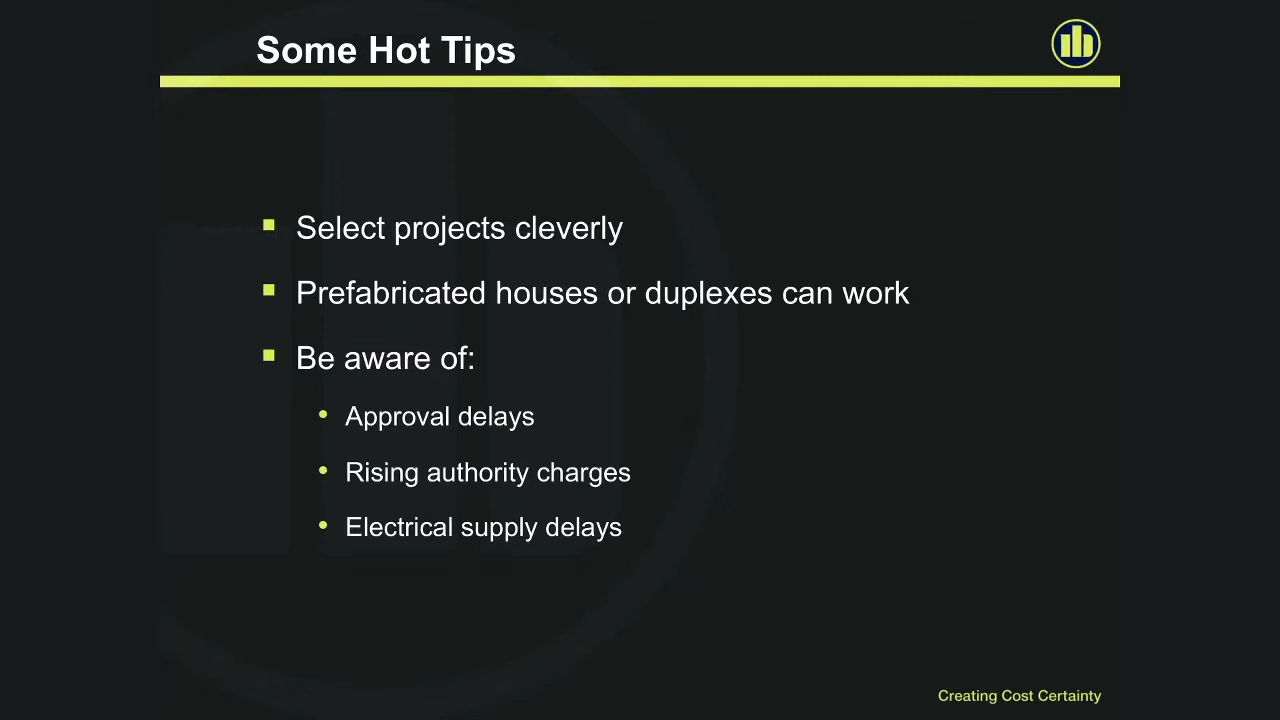 Some Hot Tips
Select projects cleverly
Prefabricated houses or duplexes can work
Be aware of:
Approval delays
Rising authority charges
Electrical supply delays
Creating Cost Certainty